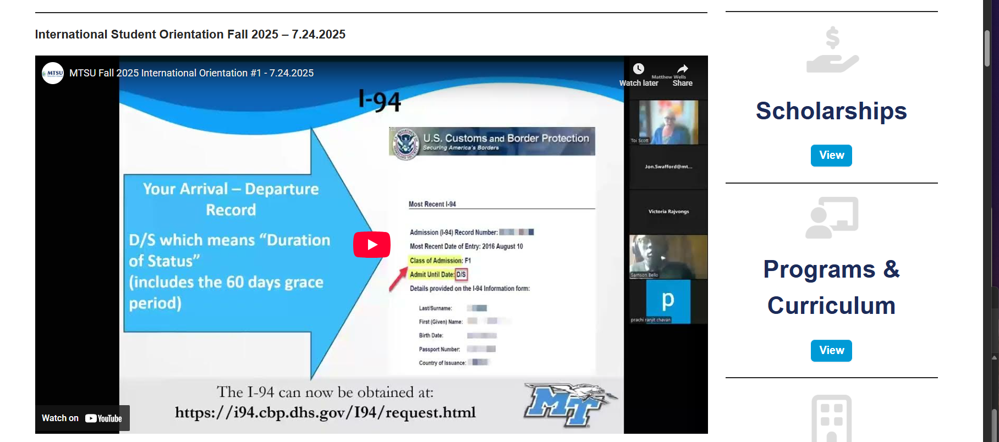 International Student Orientation Fall 2025 – 7.24.2025
MTSU
MTSU Fall 2025 International Orientation #1 - 7.24.2025
Watch later
Share
Matthew Wells
I-94
U.S. Customs and Border Protection
Securing America's Borders
Your Arrival – Departure
Record
D/S which means “Duration
of Status”
(includes the 60 days grace
period)
Most Recent I-94
Admission (I-94) Record Number:
Most Recent Date of Entry: 2016 August 10
Class of Admission: F1
Admit Until Date: D/S
Details provided on the I-94 Information form:
Last/Surname:
First (Given) Name:
Birth Date:
Passport Number:
Country of Issuance:
The I-94 can now be obtained at:
https://i94.cbp.dhs.gov/I94/request.html
MT
Watch on YouTube
Toi Scott
Jon.Swafford@mt...
Victoria Rajvongs
Samson Bello
p
prachi ranjit chavan
$
Scholarships
View
Programs &
Curriculum
View